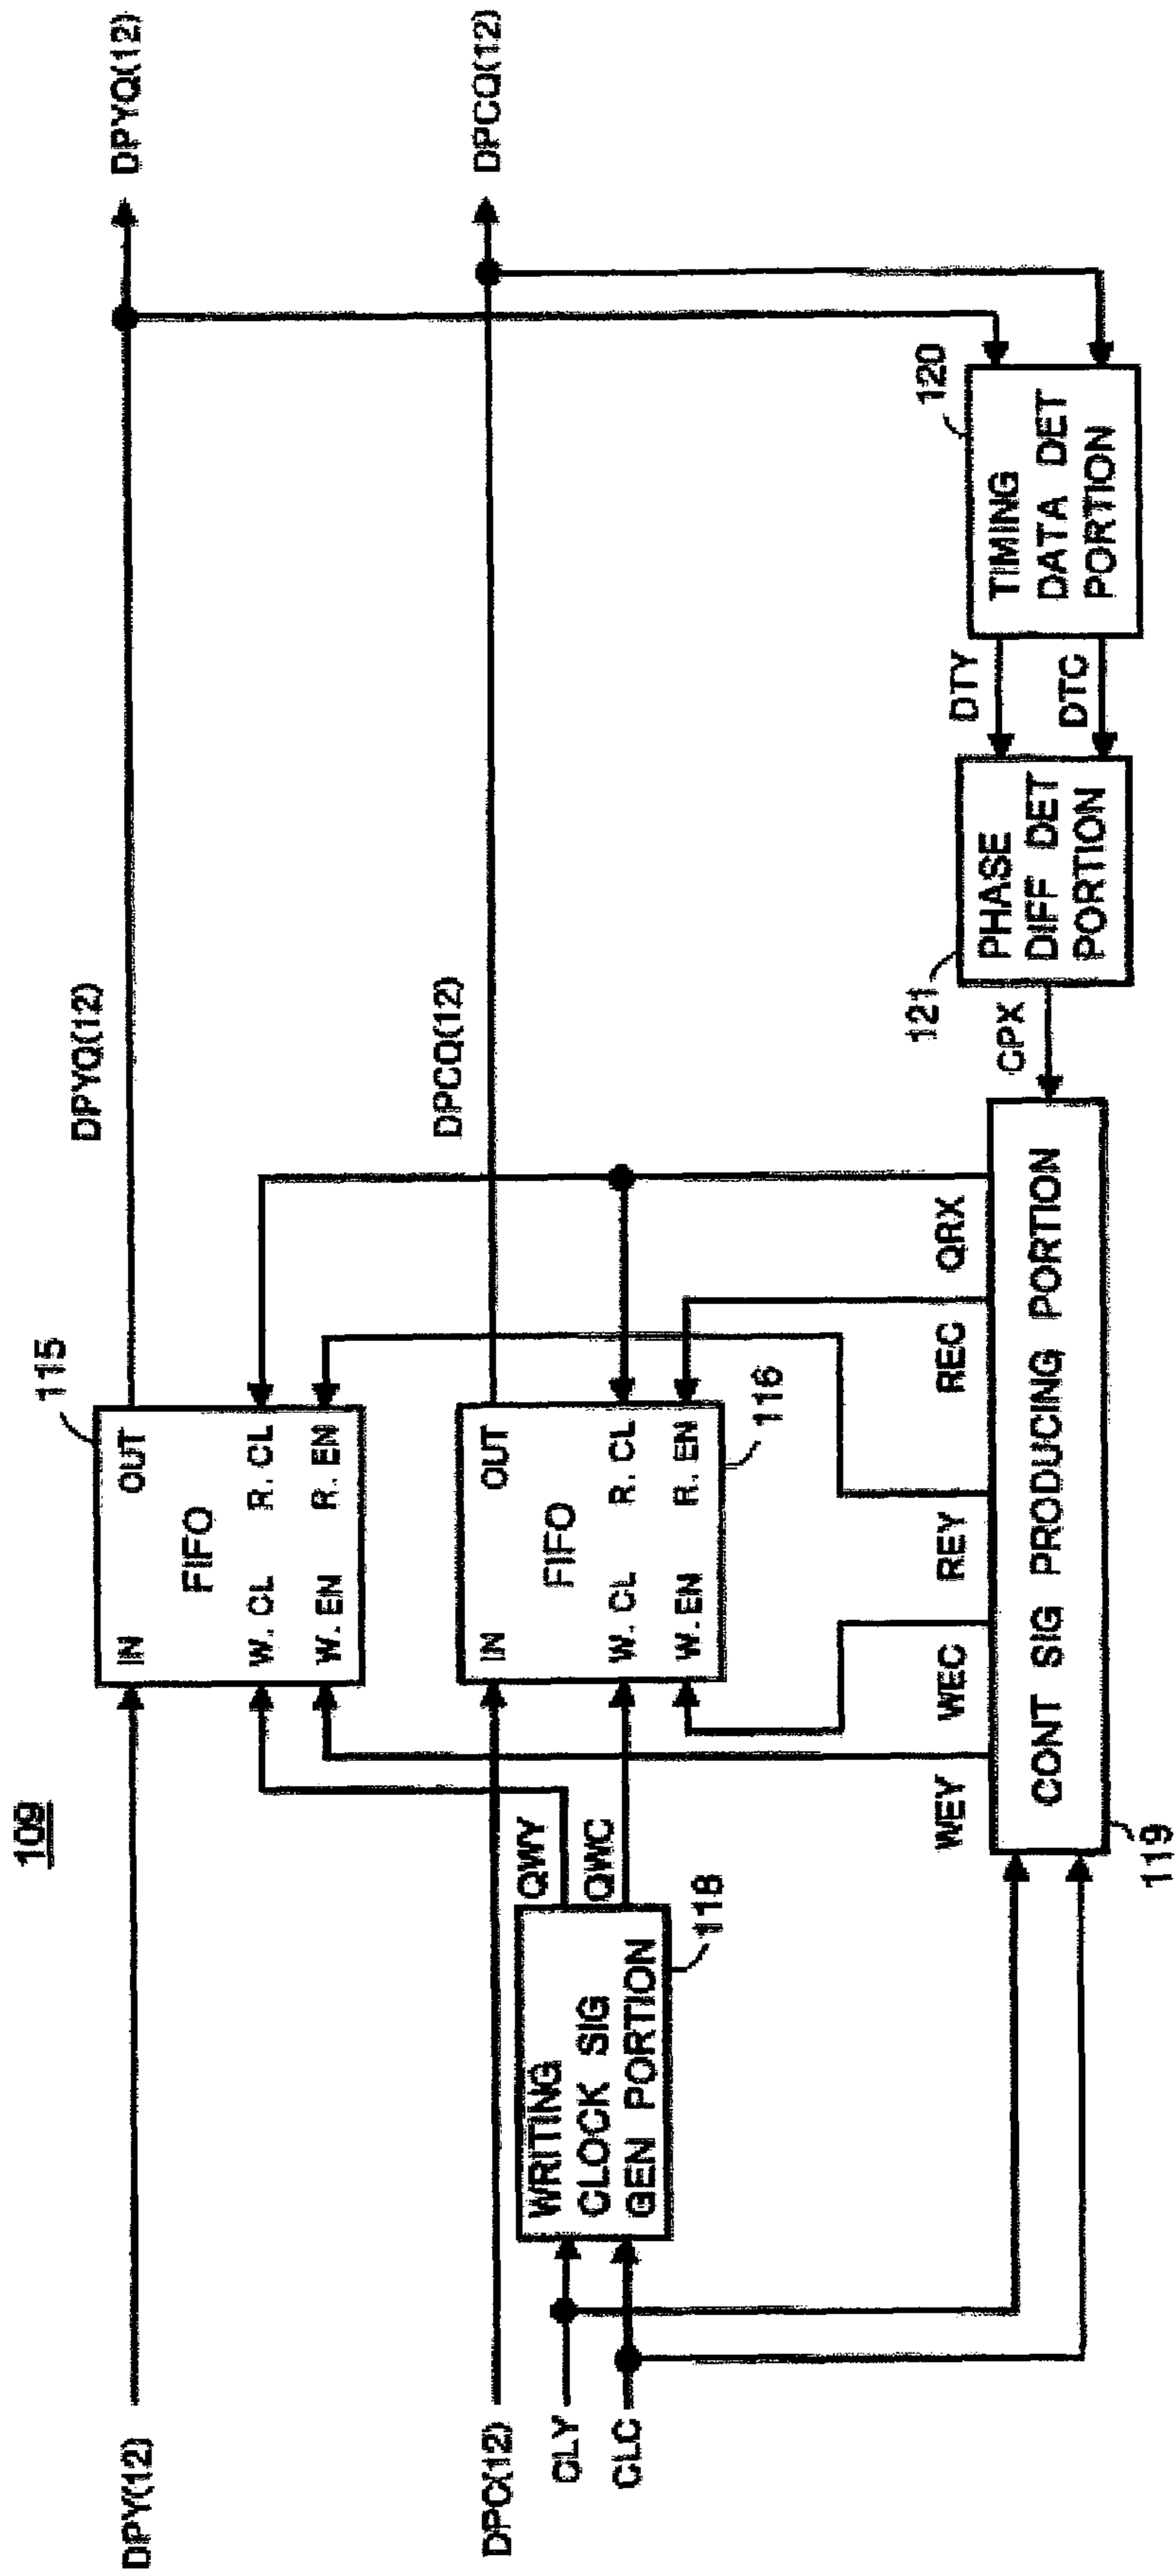 109
DPY(12)
115
IN
OUT
FIFO
W. CL
R. CL
W. EN
R. EN
DPYQ(12)
DPYQ(12)
DPC(12)
IN
OUT
FIFO
W. CL
R. CL
W. EN
R. EN
116
DPCQ(12)
DPCQ(12)
CLY
CLC
WRITING
CLOCK SIG
GEN PORTION
118
QWY
QWC
WEY
WEC
REY
REC
QRX
CONT SIG PRODUCING PORTION
119
CPX
121
PHASE
DIFF DET
PORTION
DTY
DTC
120
TIMING
DATA DET
PORTION